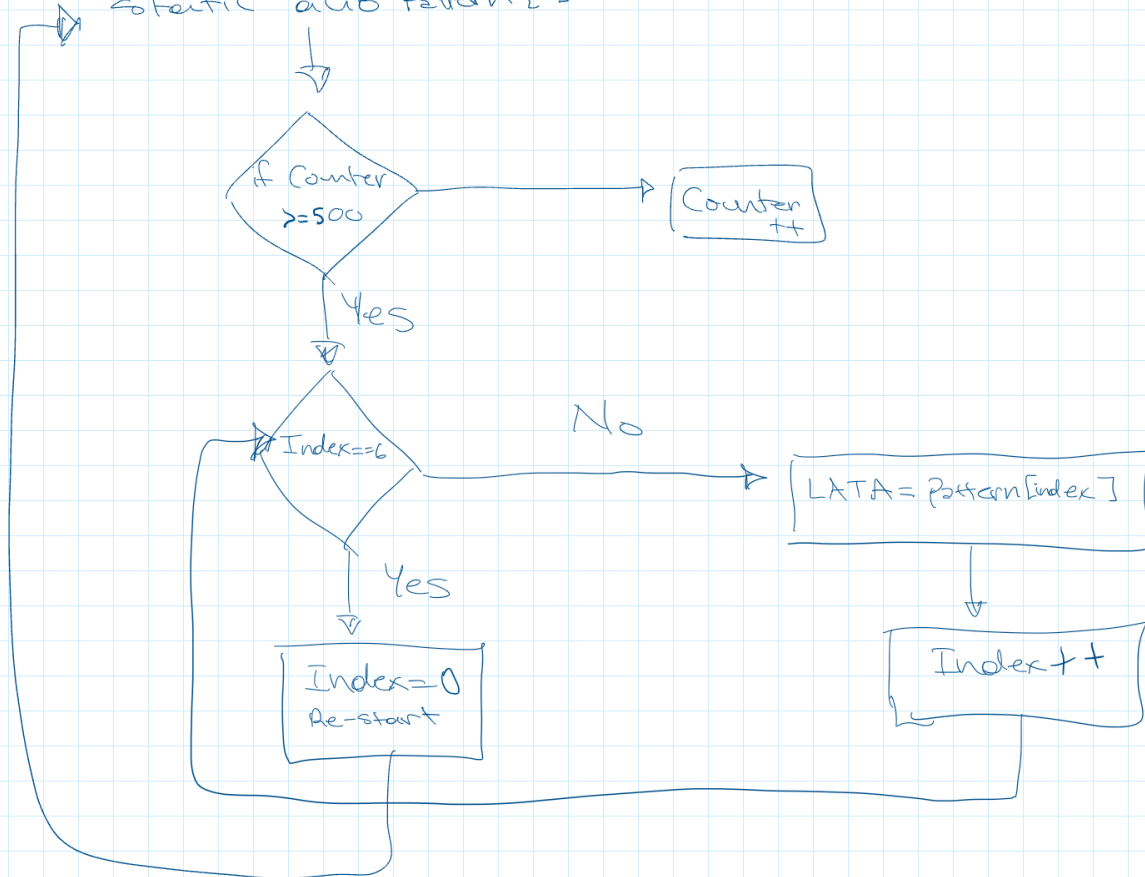 if Counter
>=500
Counter
++
Yes
Index==6
No
LATA= pattern[index]
Yes
Index++
Index=0
Re-start